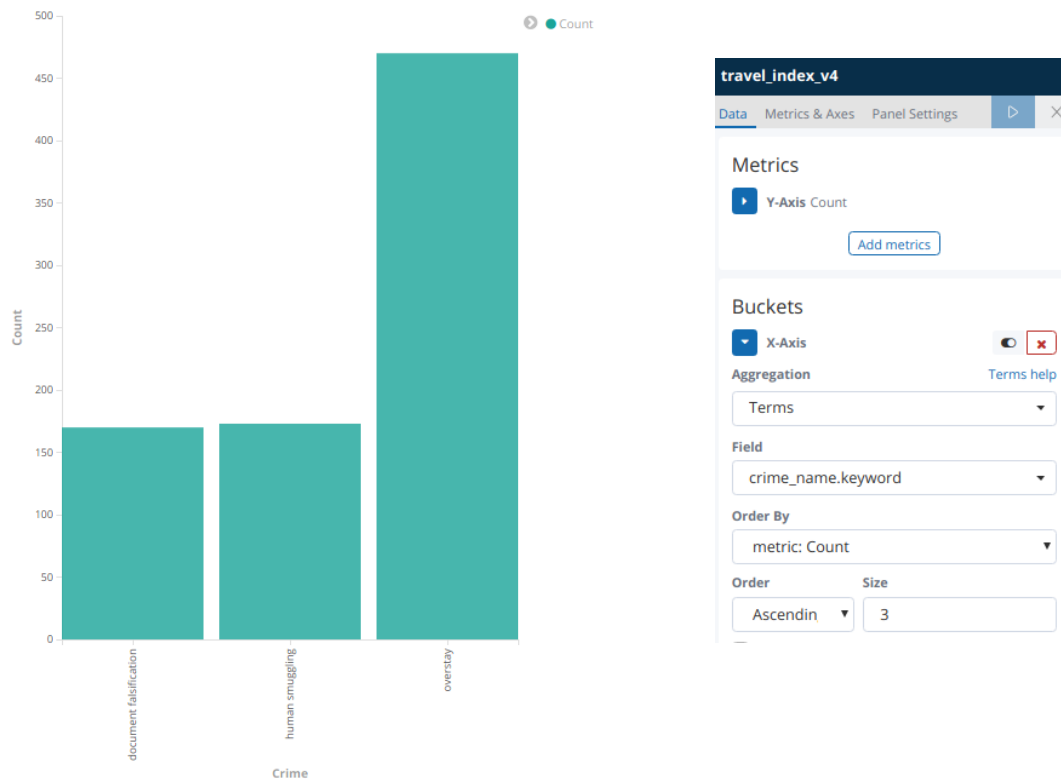 500
450
400
350
300
250
200
150
100
50
0
Count
document falsification
human smuggling
overstay
Crime
Count
travel_index_v4
Data Metrics & Axes Panel Settings
Metrics
Y-Axis Count
Add metrics
Buckets
X-Axis
Aggregation Terms help
Terms
Field
crime_name.keyword
Order By
metric: Count
Order Size
Ascendin 3